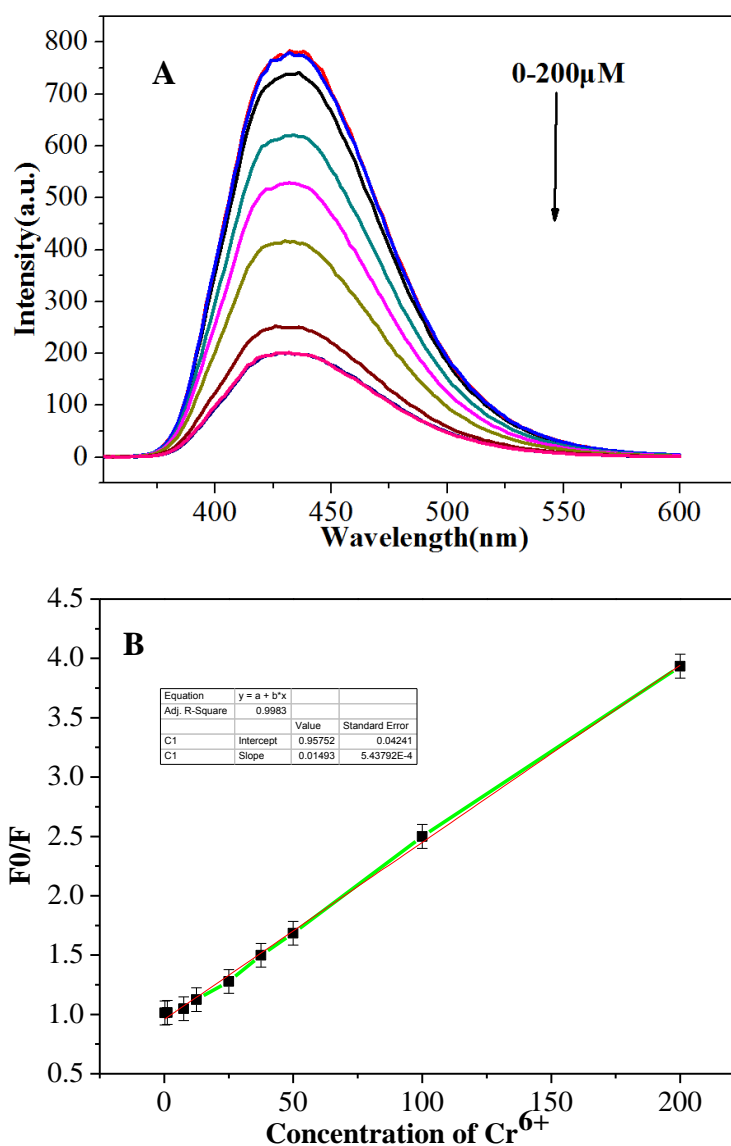 800
700
600
500
400
300
200
100
0
Intensity(a.u.)
A
0-200µM
400 450 500 550 600
Wavelength(nm)
4.5
4.0
3.5
3.0
2.5
2.0
1.5
1.0
0.5
F0/F
B
Equation y = a + b*x
Adj. R-Square 0.9983
Value Standard Error
C1 Intercept 0.95752 0.04241
C1 Slope 0.01493 5.43792E-4
0 50 100 150 200
Concentration of Cr6+